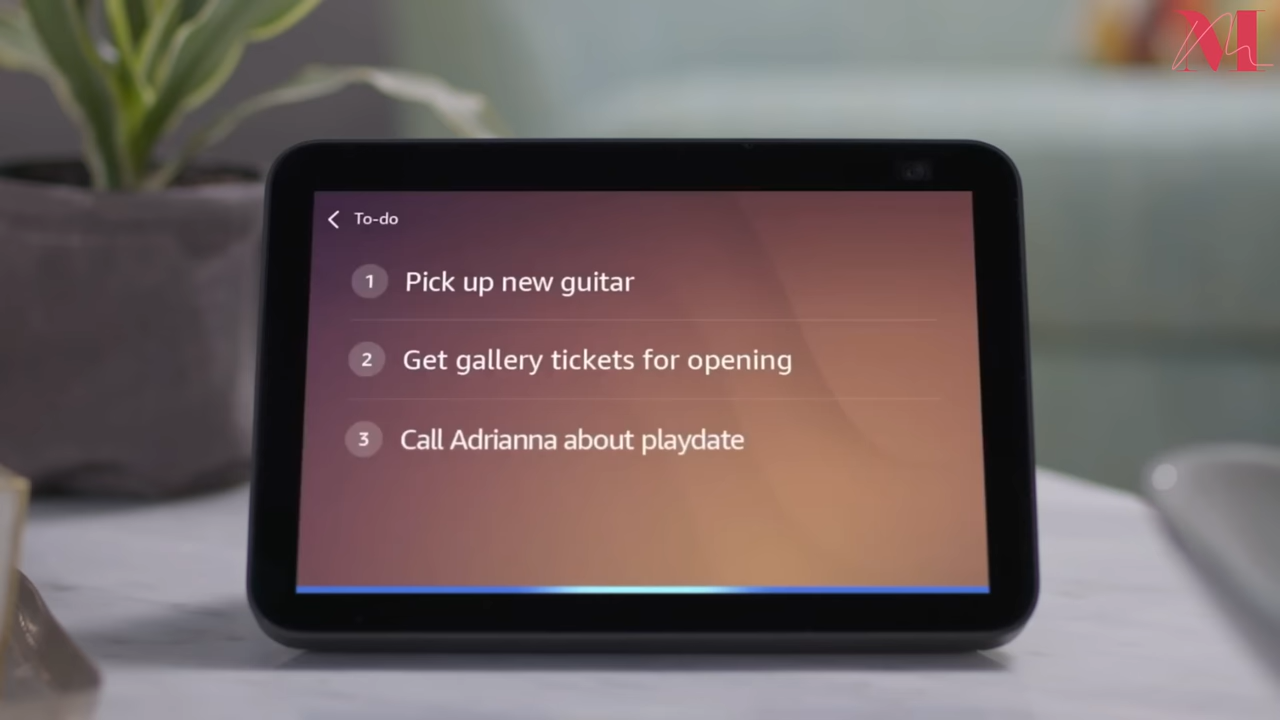 To-do
1 Pick up new guitar
2 Get gallery tickets for opening
3 Call Adrianna about playdate
M